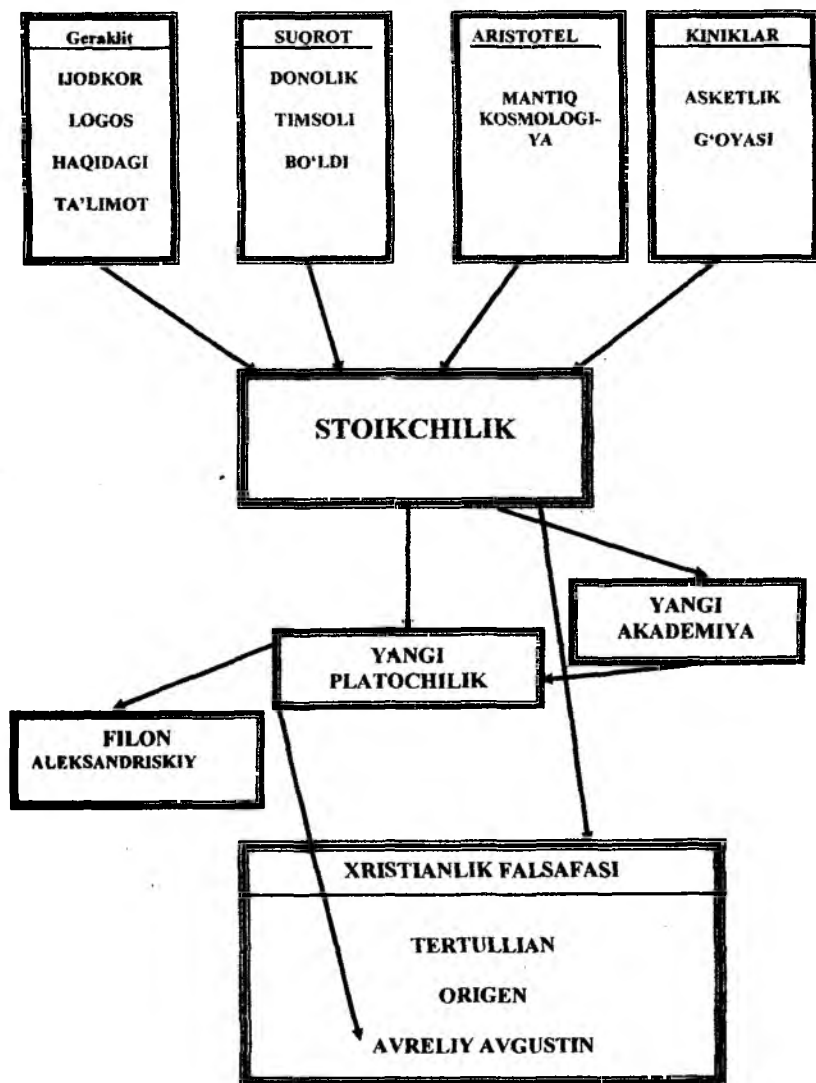 Geraklit
IJODKOR
LOGOS
HAQIDAGI
TA’LIMOT
SUQROT
DONOLIK
TIMSOLI
BO‘LDI
ARISTOTEL
MANTIQ
KOSMOLOGI-
YA
KINIKLAR
ASKETLIK
G‘OYASI
STOIKCHILIK
YANGI
AKADEMIYA
YANGI
PLATOCHILIK
FILON
ALEKSANDRISKIY
XRISTIANLIK FALSAFASI
TERTULLIAN
ORIGEN
AVRELIY AVGUSTIN